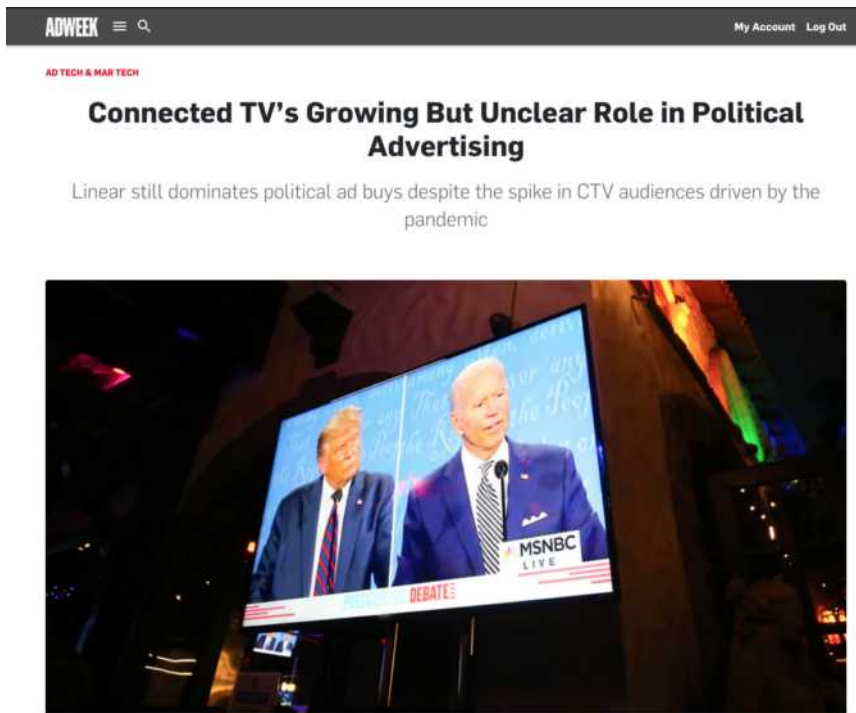 ADWEEK
My Account Log Out
AD TECH & MAR TECH
Connected TV's Growing But Unclear Role in Political
Advertising
Linear still dominates political ad buys despite the spike in CTV audiences driven by the
pandemic
MSNBC
LIVE
DEBATE